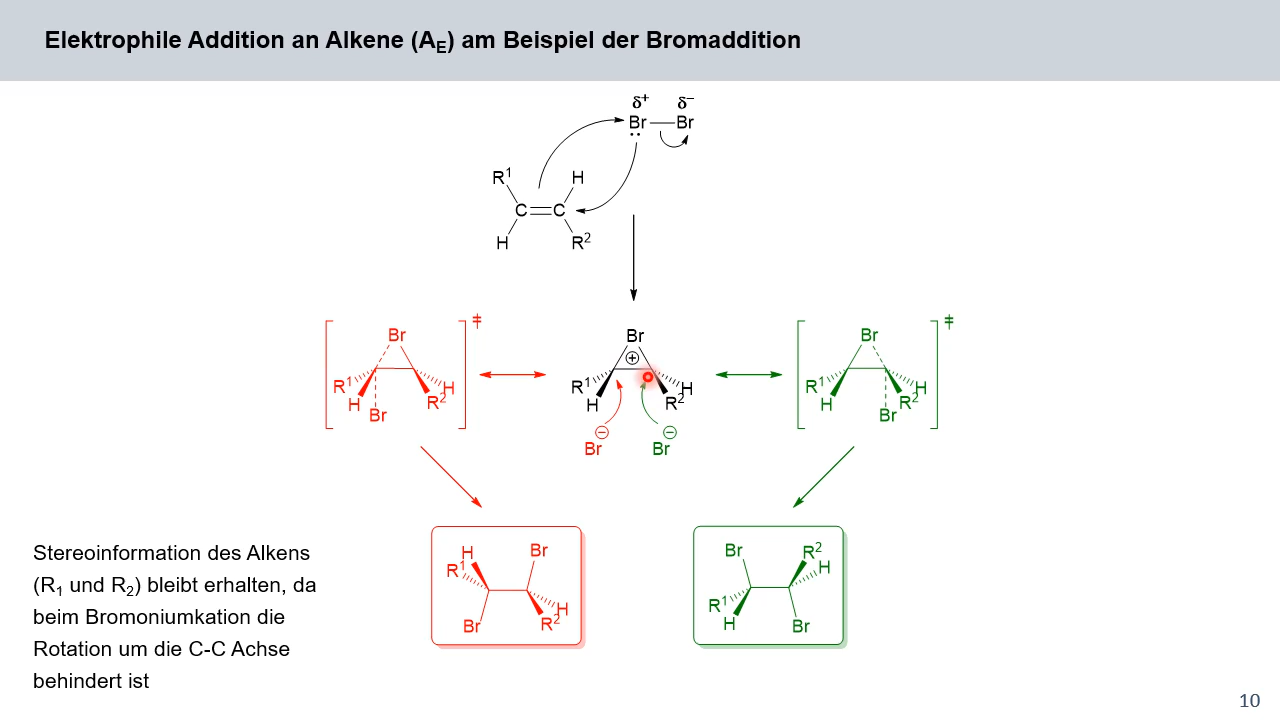 Elektrophile Addition an Alkene (AE) am Beispiel der Bromaddition
δ+ δ−
Br Br
R1 H
C C
H R2
Br Br Br
R1 H R1 H R1 H
H R2 H R2 H R2
Br Br
Br Br
H Br Br R2
R1 H
H R1
R2 H
Br Br
Stereoinformation des Alkens
(R1 und R2) bleibt erhalten, da
beim Bromoniumkation die
Rotation um die C-C Achse
behindert ist
10